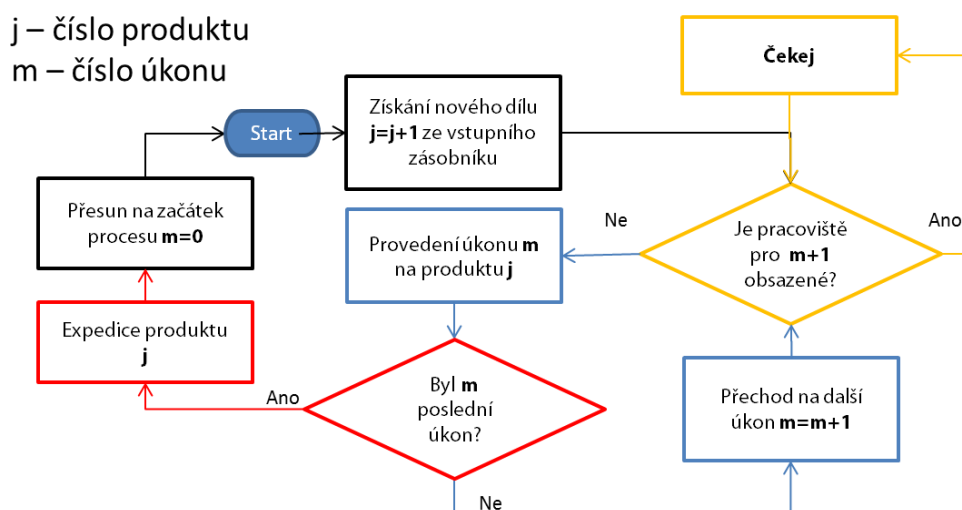 j – číslo produktu
m – číslo úkonu
Start
Získání nového dílu
j=j+1 ze vstupního
zásobníku
Čekej
Přesun na začátek
procesu m=0
Ne
Provedení úkonu m
na produktu j
Je pracoviště
pro m+1
obsazené?
Ano
Expedice produktu
j
Ano
Byl m
poslední
úkon?
Ne
Přechod na další
úkon m=m+1